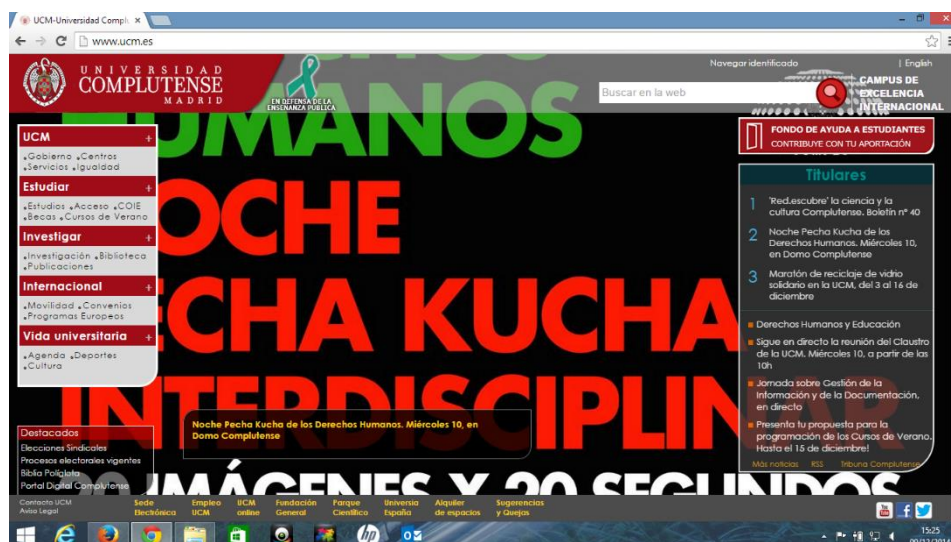 UCM-Universidad Complu
www.ucm.es
UNIVERSIDAD
COMPLUTENSE
MADRID
EN DEFENSA DE LA
ENSEÑANZA PÚBLICA
Navegar identificado | English
Buscar en la web
CAMPUS DE
EXCELENCIA
INTERNACIONAL
HUMANOS
NOCHE
PECHA KUCHA
INTERDISCIPLINAR
20 IMÁGENES X 20 SEGUNDOS
UCM +
Gobierno Centros
Servicios Igualdad
Estudiar +
Estudios Acceso COIE
Becas Cursos de Verano
Investigar +
Investigación Biblioteca
Publicaciones
Internacional +
Movilidad Convenios
Programas Europeos
Vida universitaria +
Agenda Deportes
Cultura
FONDO DE AYUDA A ESTUDIANTES
CONTRIBUYE CON TU APORTACIÓN
Titulares
1 'Red.escubre' la ciencia y la
cultura Complutense. Boletín nº 40
2 Noche Pecha Kucha de los
Derechos Humanos. Miércoles 10,
en Domo Complutense
3 Maratón de reciclaje de vidrio
solidario en la UCM, del 3 al 16 de
diciembre
Derechos Humanos y Educación
Sigue en directo la reunión del Claustro
de la UCM. Miércoles 10, a partir de las
10h
Jornada sobre Gestión de la
Información y de la Documentación,
en directo
Presenta tu propuesta para la
programación de los Cursos de Verano.
Hasta el 15 de diciembre!
Más noticias RSS Tribuna Complutense
Noche Pecha Kucha de los Derechos Humanos. Miércoles 10, en
Domo Complutense
Destacados
Elecciones Sindicales
Procesos electorales vigentes
Biblia Políglota
Portal Digital Complutense
Contacto UCM
Aviso Legal
Sede
Electrónica
Empleo
UCM
UCM
online
Fundación
General
Parque
Científico
Universia
España
Alquiler
de espacios
Sugerencias
y Quejas
You
Tube
hp
15:25